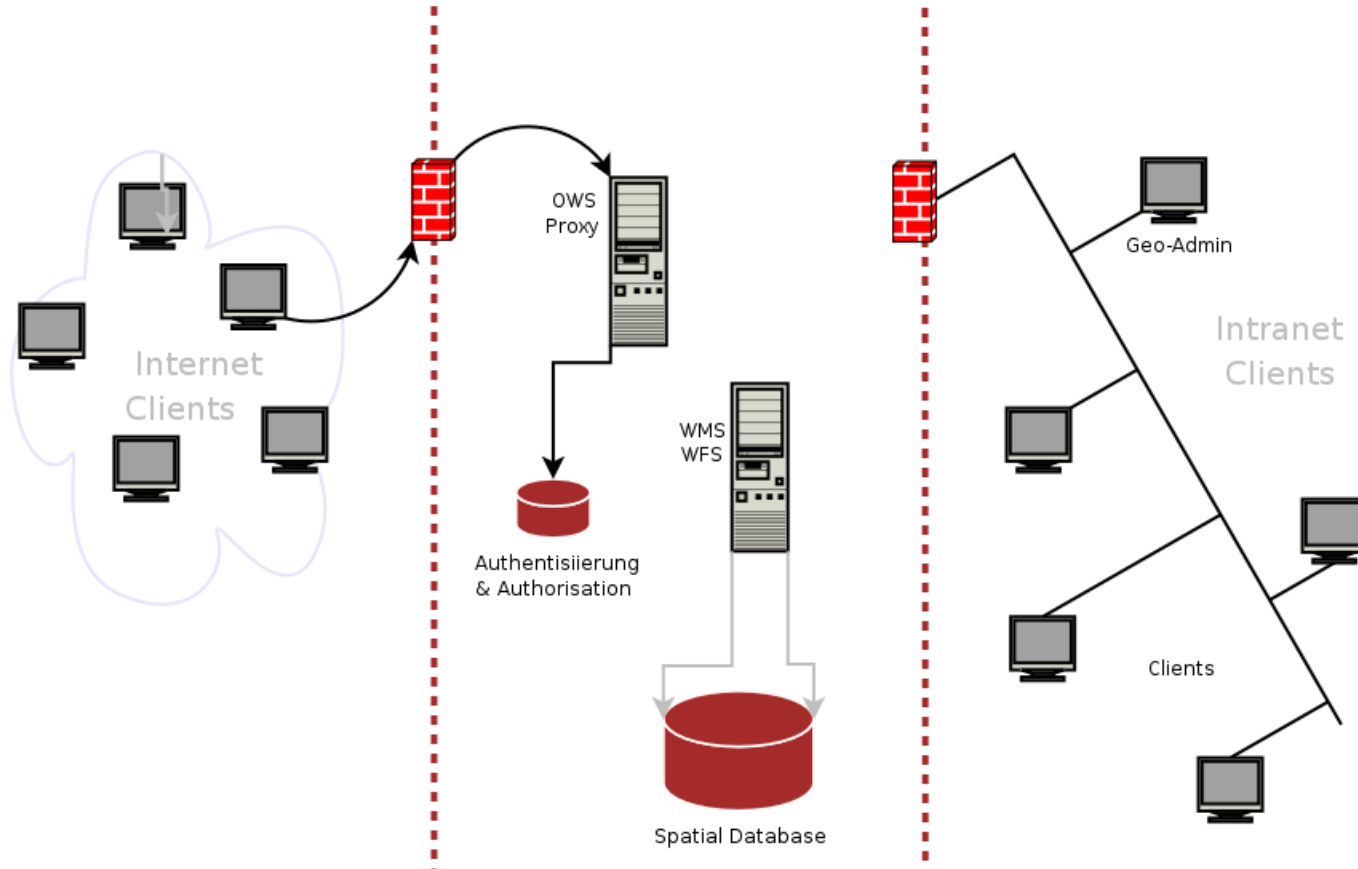 Internet
Clients
OWS
Proxy
Authentisiierung
& Authorisation
WMS
WFS
Spatial Database
Geo-Admin
Intranet
Clients
Clients